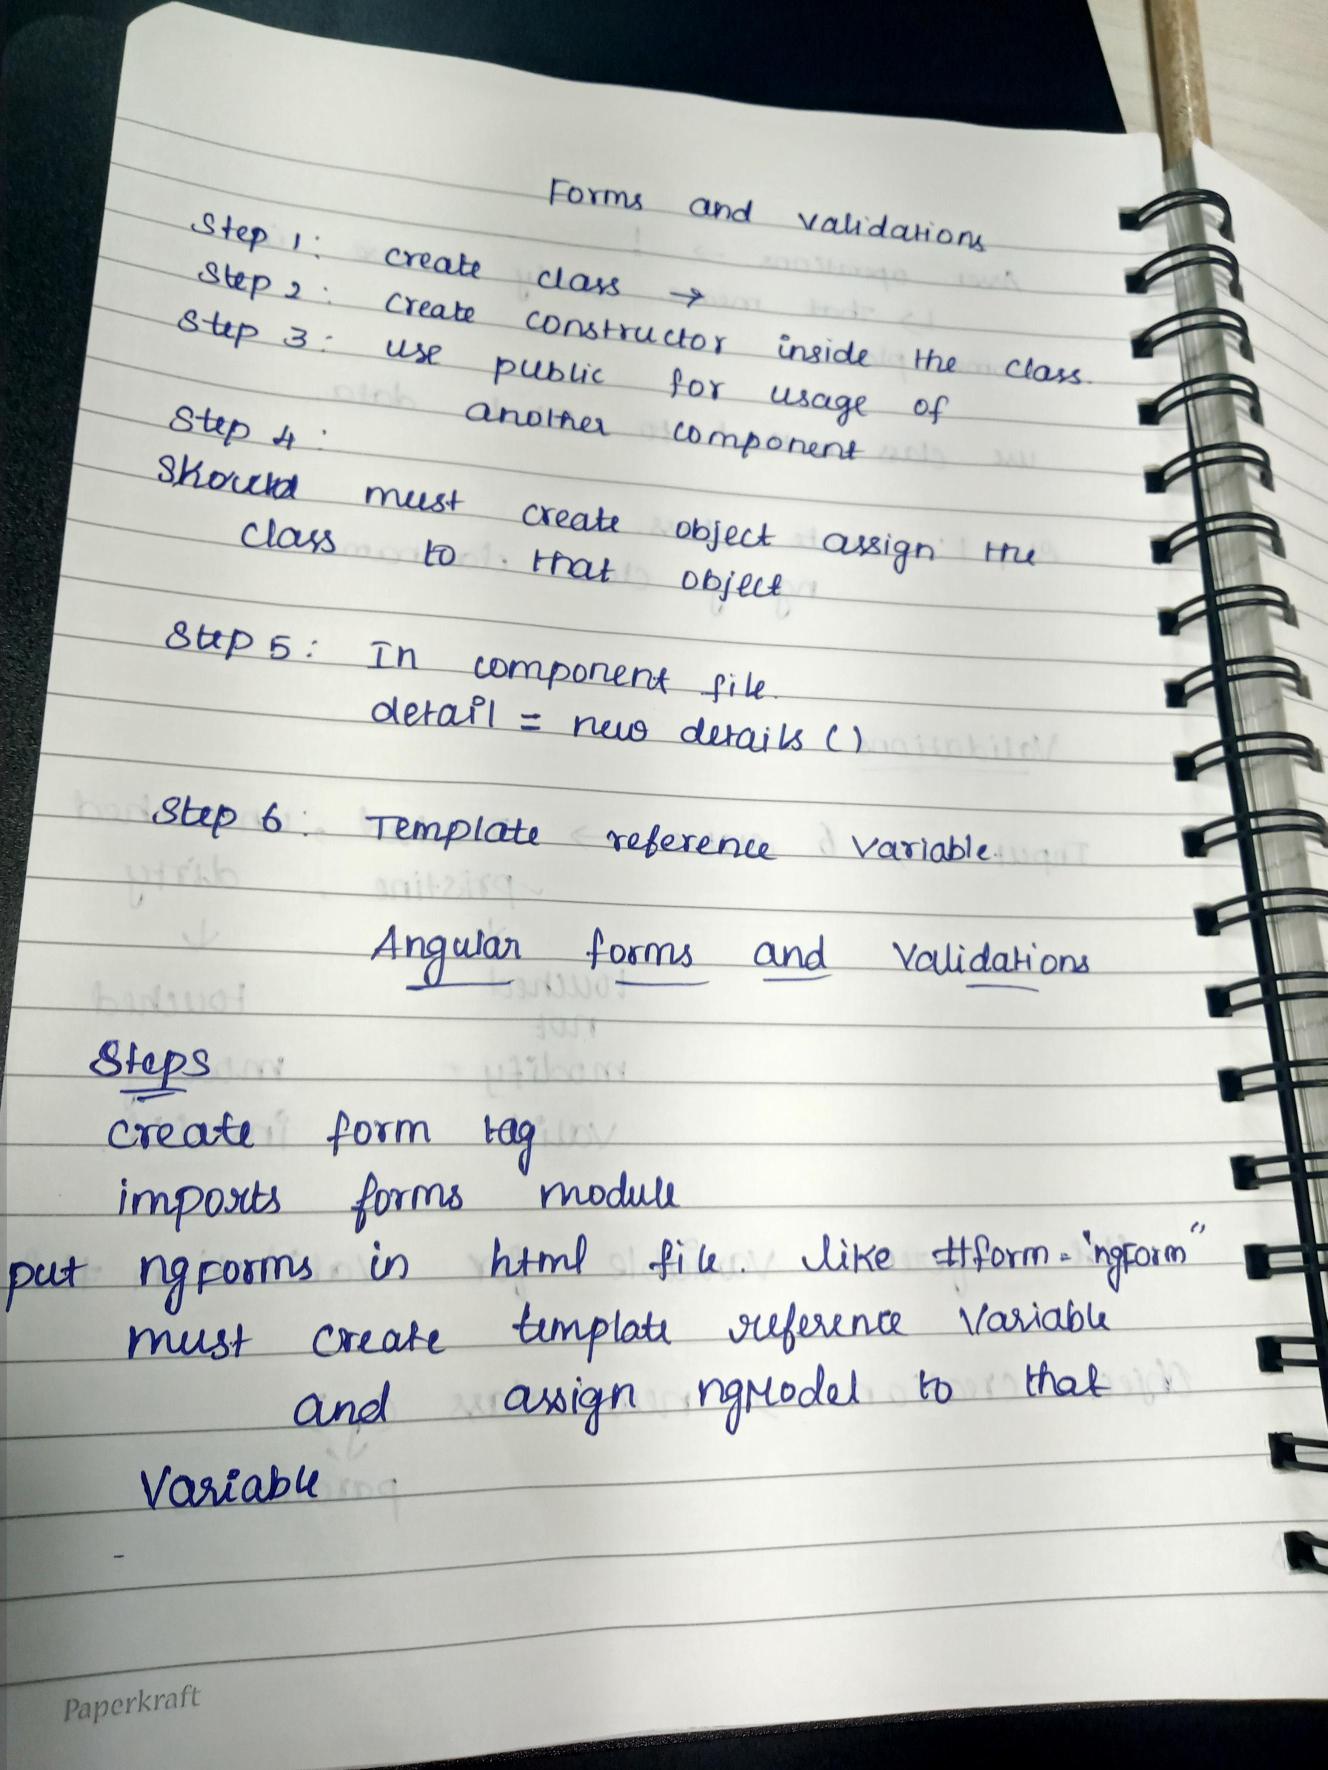 Forms and validations
Step 1: create class →
Step 2: create constructor inside the class.
Step 3: use public for usage of
another component
Step 4:
Should must create object assign the
class to that object
Step 5: In component file.
detail = new details ()
Step 6: Template reference variable.
Angular forms and Validations
Steps
create form tag
imports forms module
put ngForms in html file. like #form="ngForm"
must create template reference variable
and assign ngModel to that
Variable
-
Paperkraft